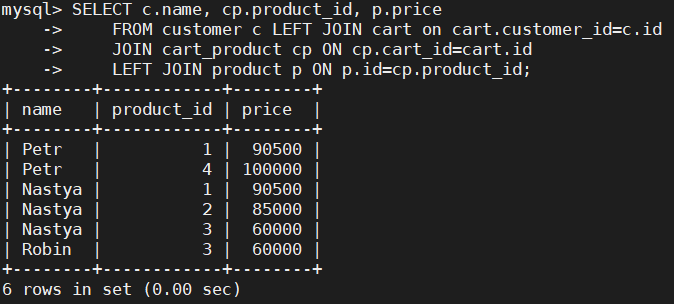 mysql> SELECT c.name, cp.product_id, p.price
    ->     FROM customer c LEFT JOIN cart on cart.customer_id=c.id
    ->     JOIN cart_product cp ON cp.cart_id=cart.id
    ->     LEFT JOIN product p ON p.id=cp.product_id;
+--------+------------+--------+
| name   | product_id | price  |
+--------+------------+--------+
| Petr   |          1 |  90500 |
| Petr   |          4 | 100000 |
| Nastya |          1 |  90500 |
| Nastya |          2 |  85000 |
| Nastya |          3 |  60000 |
| Robin  |          3 |  60000 |
+--------+------------+--------+
6 rows in set (0.00 sec)